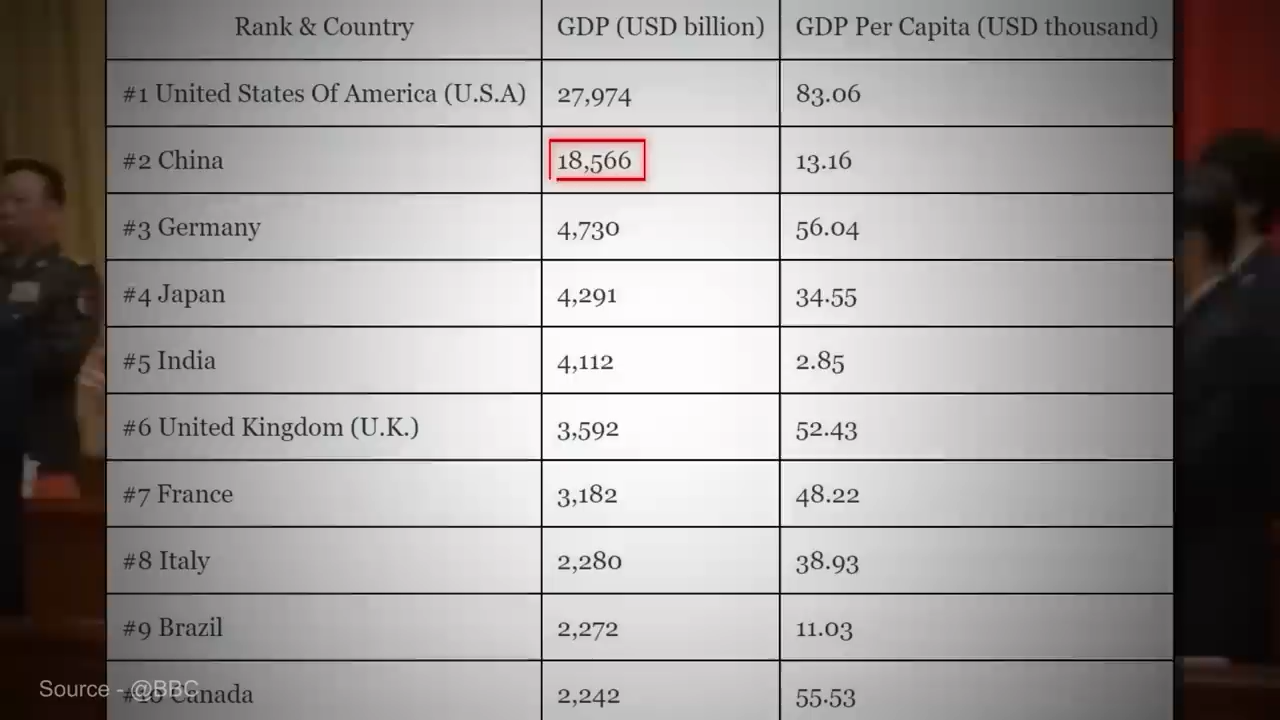 Rank & Country GDP (USD billion) GDP Per Capita (USD thousand)
#1 United States Of America (U.S.A) 27,974 83.06
#2 China 18,566 13.16
#3 Germany 4,730 56.04
#4 Japan 4,291 34.55
#5 India 4,112 2.85
#6 United Kingdom (U.K.) 3,592 52.43
#7 France 3,182 48.22
#8 Italy 2,280 38.93
#9 Brazil 2,272 11.03
#10 Canada 2,242 55.53
Source - @BBC